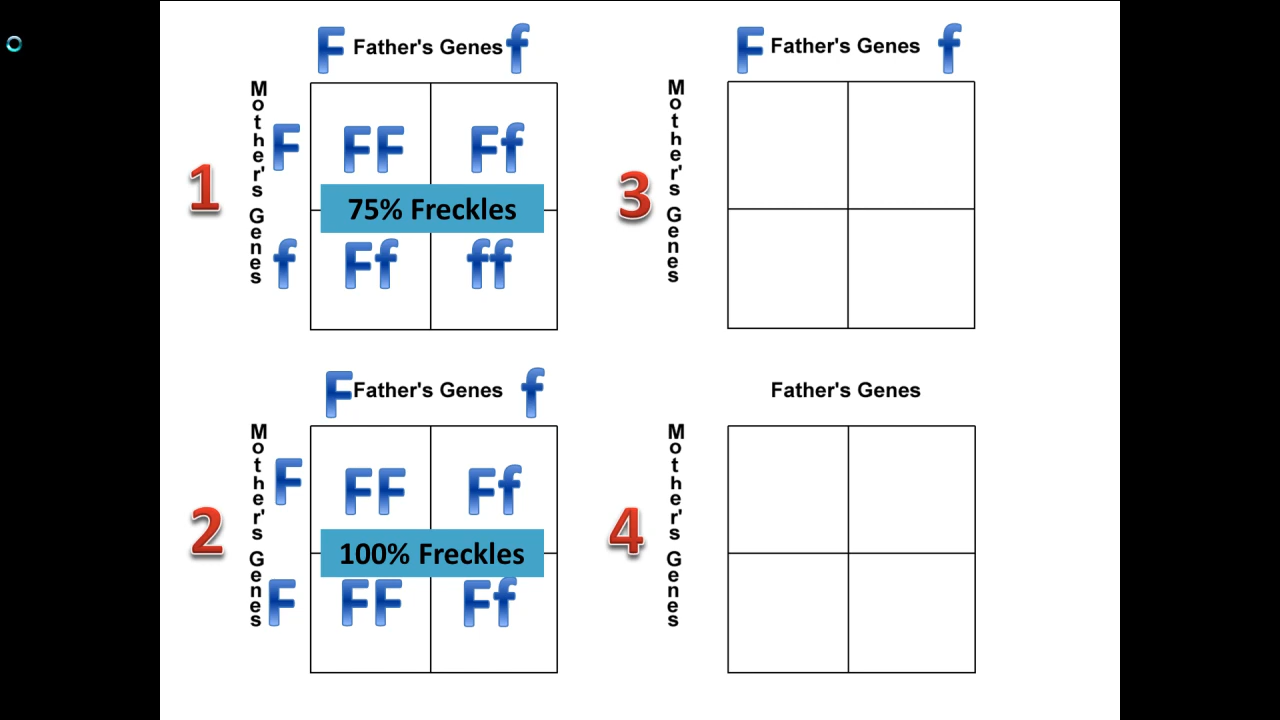 F Father's Genes f
Mother's Genes
1
F
f
FF Ff
75% Freckles
Ff ff
F Father's Genes f
Mother's Genes
3
F Father's Genes f
Mother's Genes
2
F
F
FF Ff
100% Freckles
FF Ff
Father's Genes
Mother's Genes
4